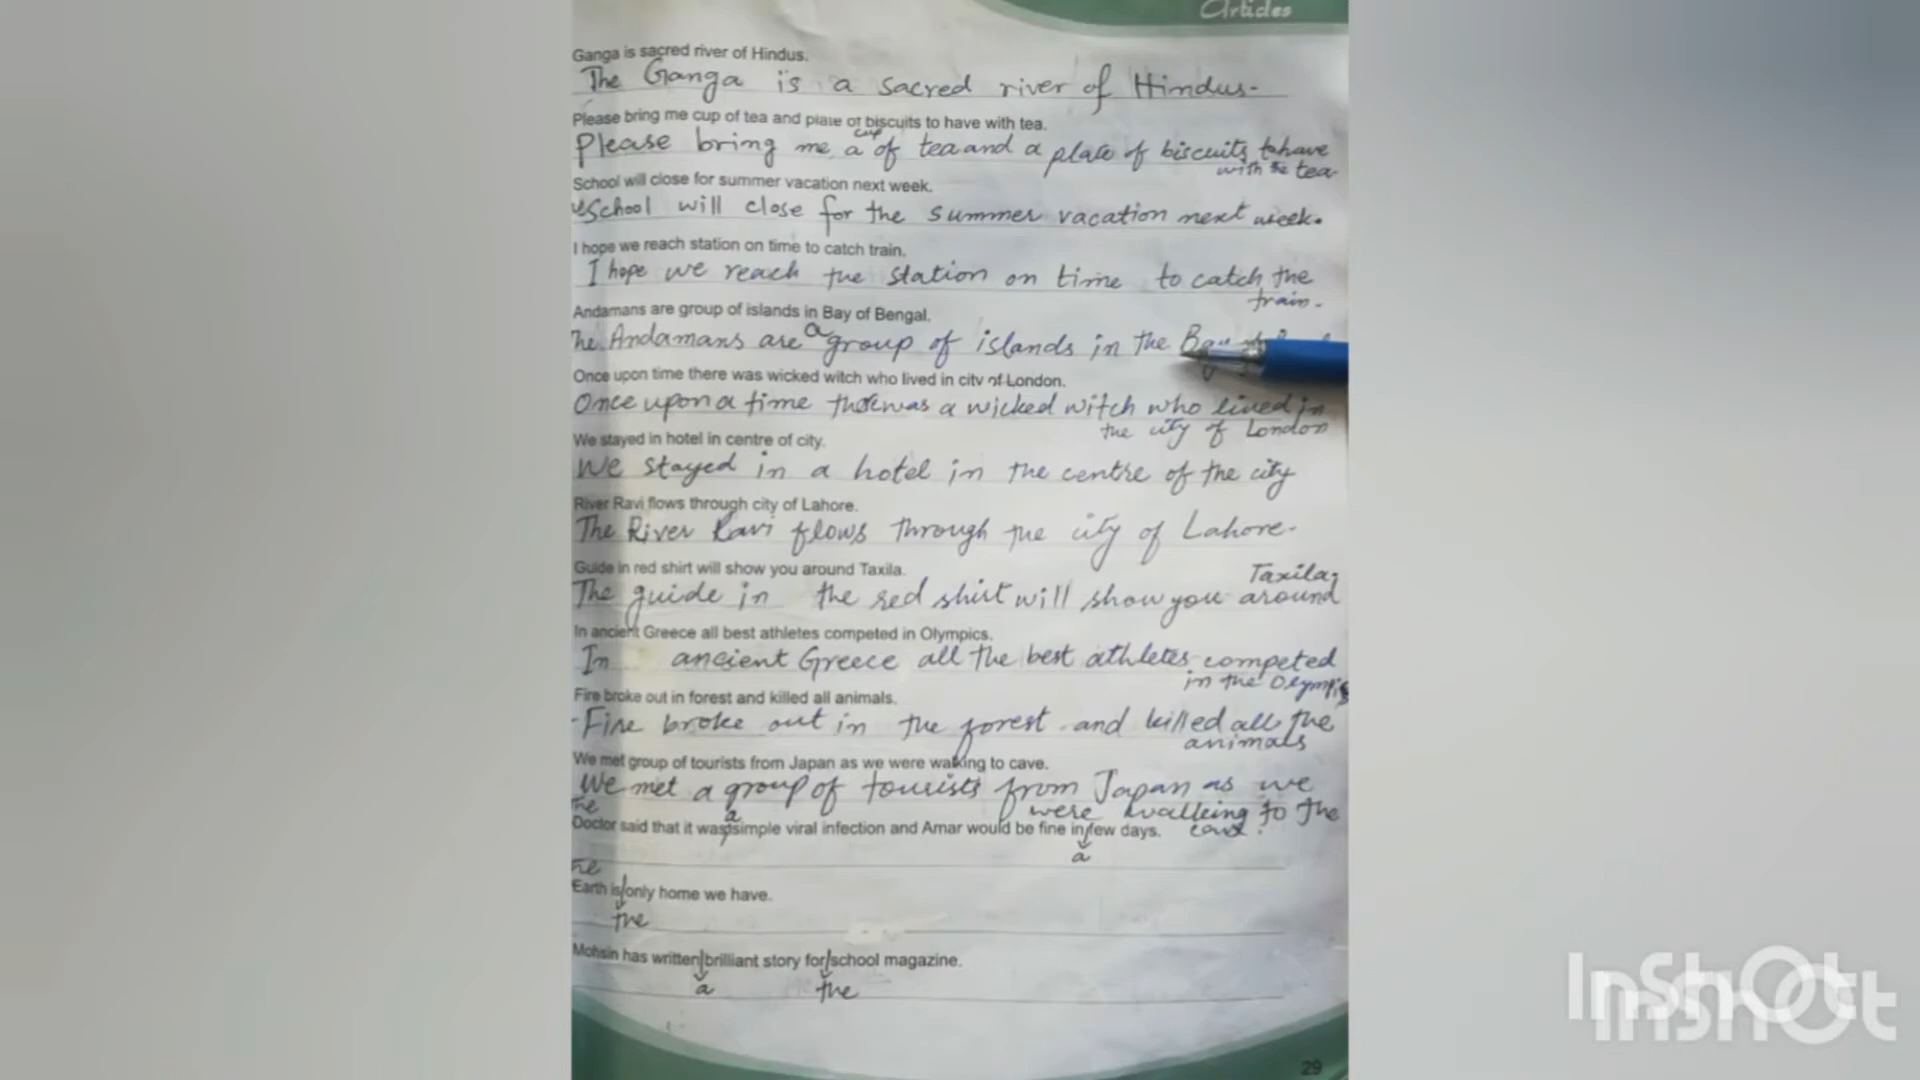 Articles
Ganga is sacred river of Hindus.
The Ganga is a sacred river of Hindus.
Please bring me cup of tea and plate of biscuits to have with tea.
cup
Please bring me a of tea and a plate of biscuits to have
with the tea.
School will close for summer vacation next week.
School will close for the summer vacation next week.
I hope we reach station on time to catch train.
I hope we reach the station on time to catch the
train.
Andamans are group of islands in Bay of Bengal.
The Andamans are a group of islands in the Bay
Once upon time there was wicked witch who lived in city of London.
Once upon a time there was a wicked witch who lived in
the city of London
We stayed in hotel in centre of city.
We stayed in a hotel in the centre of the city
River Ravi flows through city of Lahore.
The River Ravi flows through the city of Lahore.
Guide in red shirt will show you around Taxila.
Taxila.
The guide in the red shirt will show you around
In ancient Greece all best athletes competed in Olympics.
In ancient Greece all the best athletes competed
in the Olympics
Fire broke out in forest and killed all animals.
Fire broke out in the forest and killed all the
animals
We met group of tourists from Japan as we were walking to cave.
We met a group of tourists from Japan as we
were walking to the
cave.
The a
Doctor said that it was simple viral infection and Amar would be fine in few days.
a
The
Earth is only home we have.
the
Mohsin has written brilliant story for school magazine.
a the
29
InShot